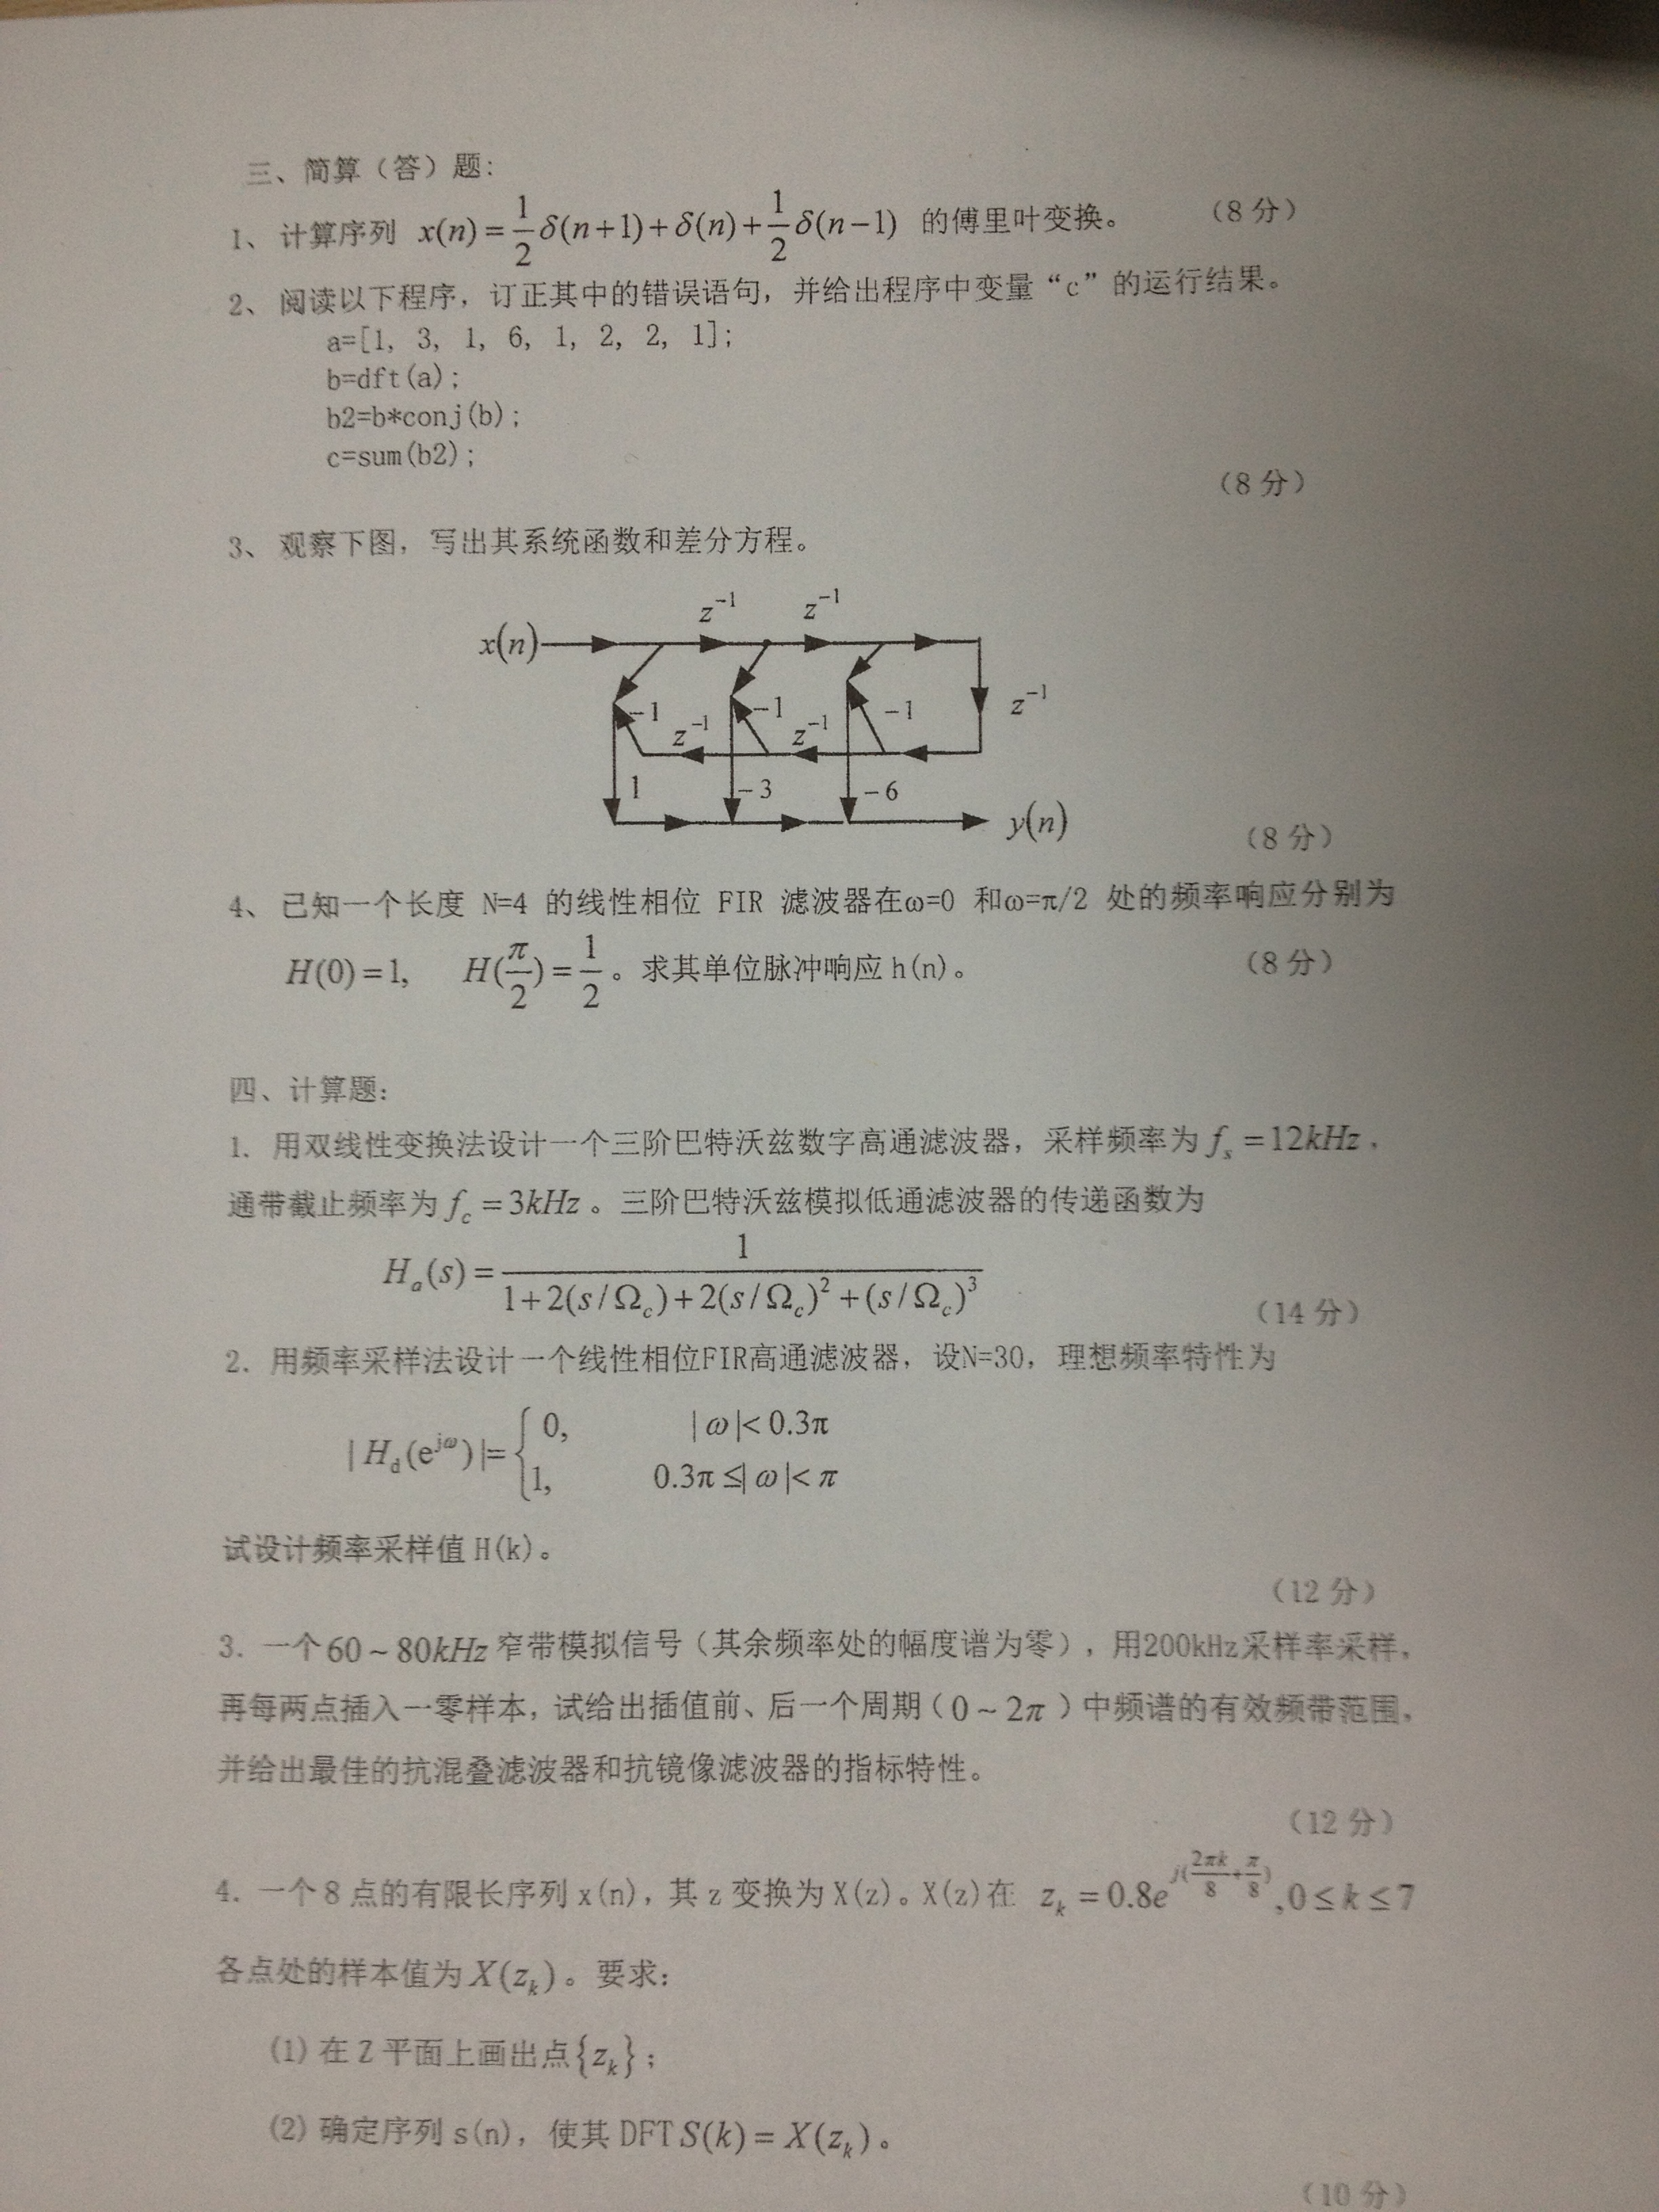 三、简算（答）题：
1、计算序列 x(n)=1/2δ(n+1)+δ(n)+1/2δ(n−1) 的傅里叶变换。 （8 分）
2、阅读以下程序，订正其中的错误语句，并给出程序中变量“c”的运行结果。
a=[1, 3, 1, 6, 1, 2, 2, 1];
b=dft(a);
b2=b*conj(b);
c=sum(b2);
（8 分）
3、观察下图，写出其系统函数和差分方程。
z⁻¹ z⁻¹
x(n)
−1 −1 −1 z⁻¹
z⁻¹ z⁻¹
1 −3 −6
y(n)
（8 分）
4、已知一个长度 N=4 的线性相位 FIR 滤波器在ω=0 和ω=π/2 处的频率响应分别为
H(0)=1, H(π/2)=1/2。求其单位脉冲响应 h(n)。 （8 分）
四、计算题：
1. 用双线性变换法设计一个三阶巴特沃兹数字高通滤波器，采样频率为 f_s=12kHz，
通带截止频率为 f_c=3kHz。三阶巴特沃兹模拟低通滤波器的传递函数为
H_a(s)=1/(1+2(s/Ω_c)+2(s/Ω_c)²+(s/Ω_c)³)
（14 分）
2. 用频率采样法设计一个线性相位FIR高通滤波器，设N=30，理想频率特性为
|H_d(e^{jω})|={ 0, |ω|<0.3π
1, 0.3π≤|ω|<π
试设计频率采样值 H(k)。
（12 分）
3. 一个60~80kHz窄带模拟信号（其余频率处的幅度谱为零），用200kHz采样率采样，
再每两点插入一零样本，试给出插值前、后一个周期（0~2π）中频谱的有效频带范围，
并给出最佳的抗混叠滤波器和抗镜像滤波器的指标特性。
（12 分）
4. 一个 8 点的有限长序列 x(n)，其 z 变换为 X(z)。X(z)在 z_k=0.8e^{j(2πk/8+π/8)},0≤k≤7
各点处的样本值为 X(z_k)。要求：
(1) 在 Z 平面上画出点{z_k}；
(2) 确定序列 s(n)，使其 DFT S(k)=X(z_k)。
（10 分）